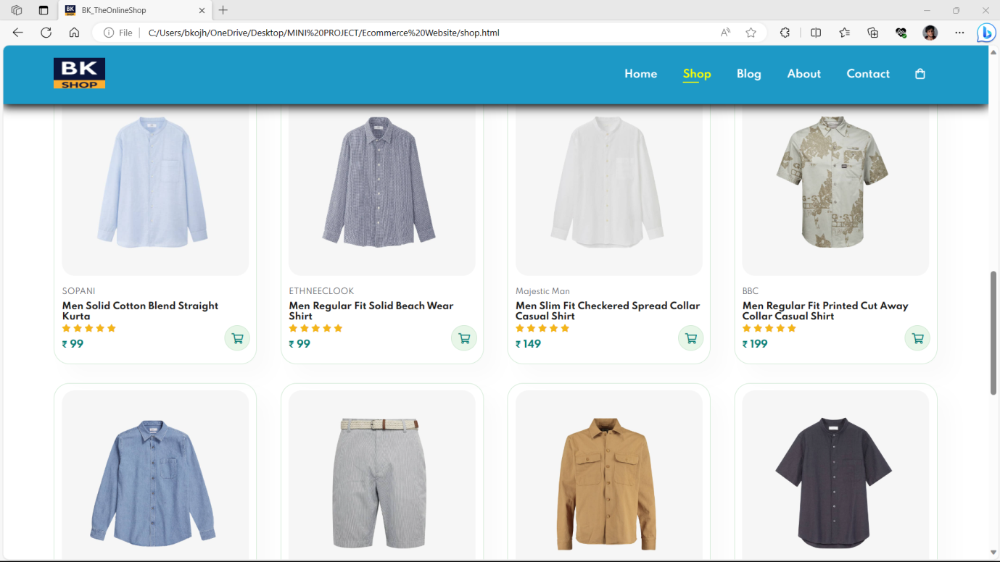 BK_TheOnlineShop
File
C:/Users/bkojh/OneDrive/Desktop/MINI%20PROJECT/Ecommerce%20Website/shop.html
BK
SHOP
Home
Shop
Blog
About
Contact
SOPANI
Men Solid Cotton Blend Straight
Kurta
₹ 99
ETHNEECLOOK
Men Regular Fit Solid Beach Wear
Shirt
₹ 99
Majestic Man
Men Slim Fit Checkered Spread Collar
Casual Shirt
₹ 149
BBC
Men Regular Fit Printed Cut Away
Collar Casual Shirt
₹ 199